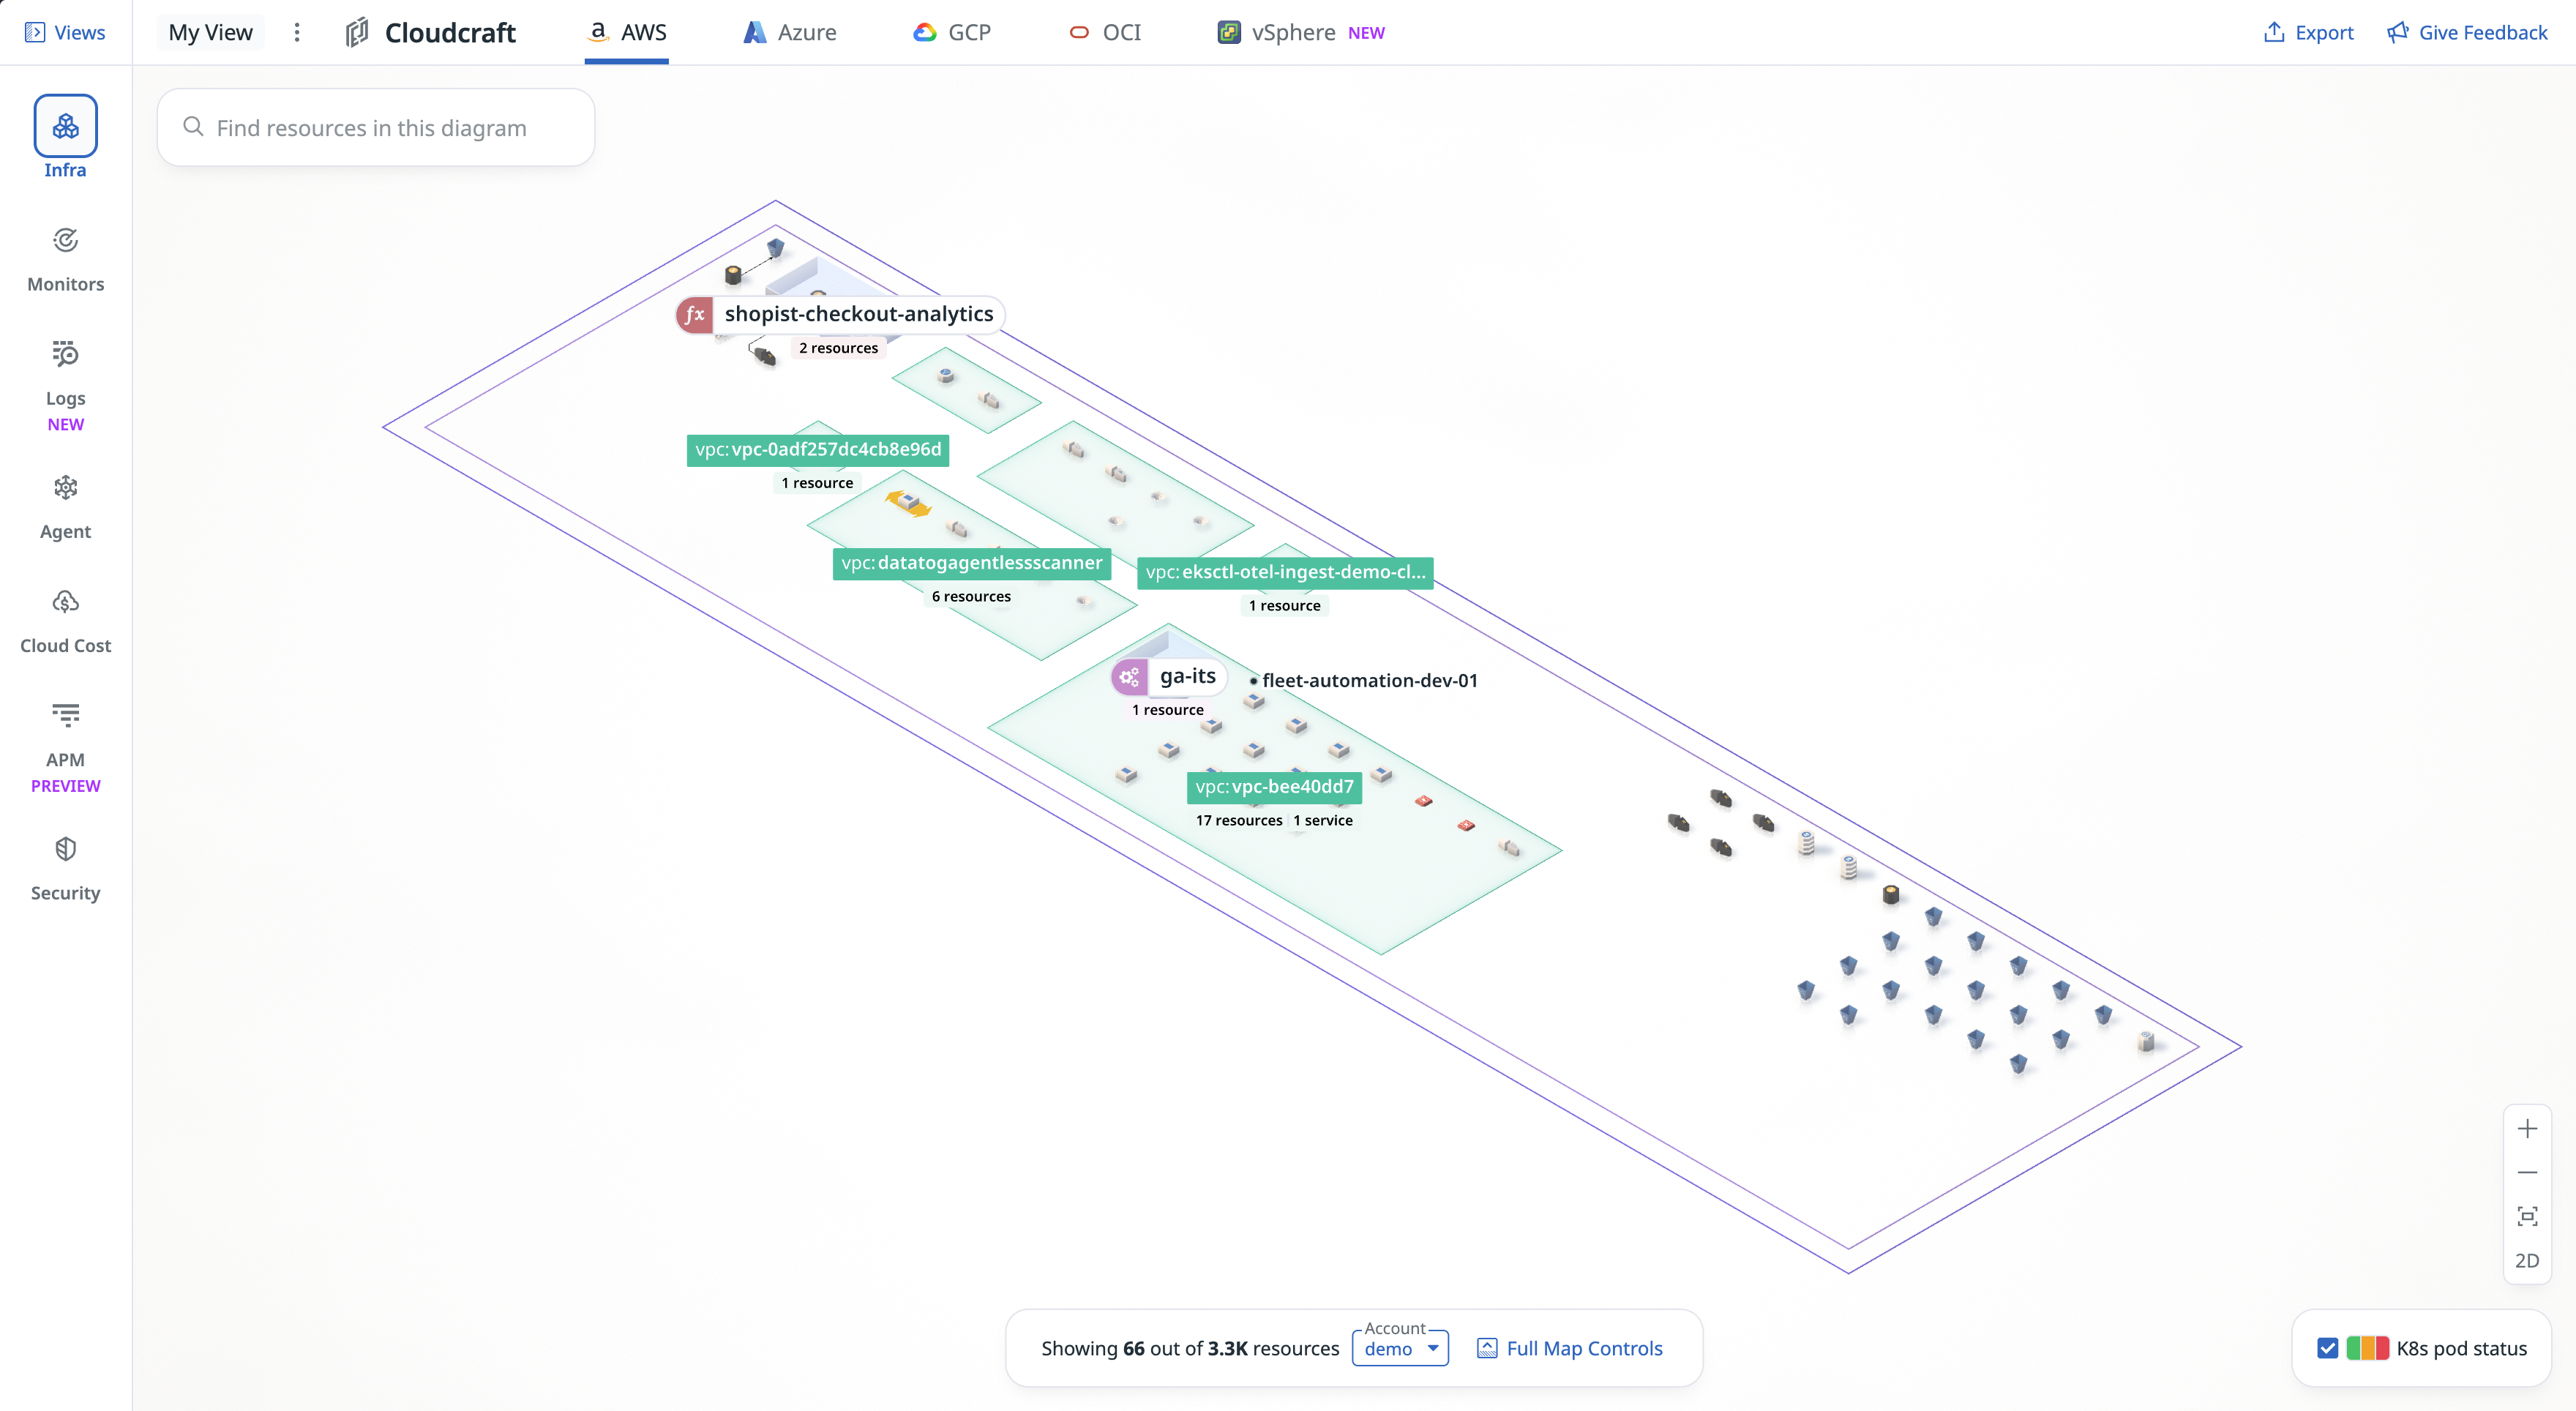 Views
My View
Cloudcraft
AWS
Azure
GCP
OCI
vSphere NEW
Export
Give Feedback
Infra
Monitors
Logs
NEW
Agent
Cloud Cost
APM
PREVIEW
Security
Find resources in this diagram
fx shopist-checkout-analytics
2 resources
vpc: vpc-0adf257dc4cb8e96d
1 resource
vpc: datatogagentlessscanner
6 resources
vpc: eksctl-otel-ingest-demo-cl...
1 resource
ga-its
1 resource
fleet-automation-dev-01
vpc: vpc-bee40dd7
17 resources 1 service
2D
Showing 66 out of 3.3K resources
Account
demo
Full Map Controls
K8s pod status